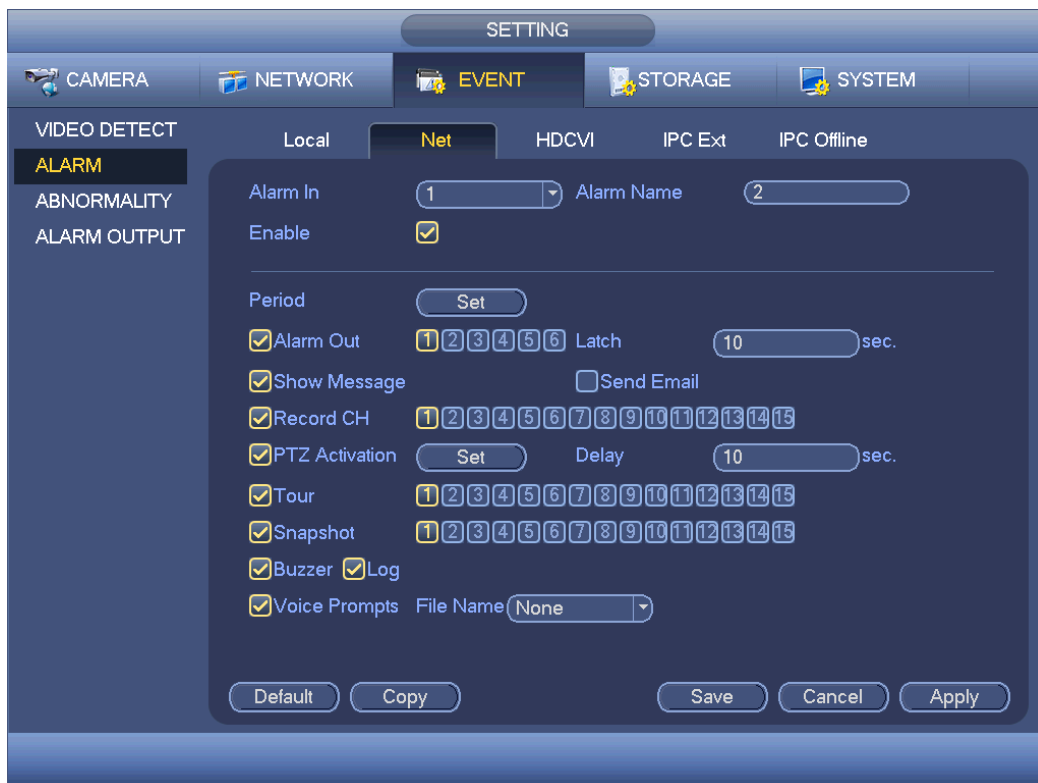 SETTING
CAMERA NETWORK EVENT STORAGE SYSTEM
VIDEO DETECT
ALARM
ABNORMALITY
ALARM OUTPUT
Local Net HDCVI IPC Ext IPC Offline
Alarm In 1 Alarm Name 2
Enable
Period Set
Alarm Out 1 2 3 4 5 6 Latch 10 sec.
Show Message Send Email
Record CH 1 2 3 4 5 6 7 8 9 10 11 12 13 14 15
PTZ Activation Set Delay 10 sec.
Tour 1 2 3 4 5 6 7 8 9 10 11 12 13 14 15
Snapshot 1 2 3 4 5 6 7 8 9 10 11 12 13 14 15
Buzzer Log
Voice Prompts File Name None
Default Copy Save Cancel Apply